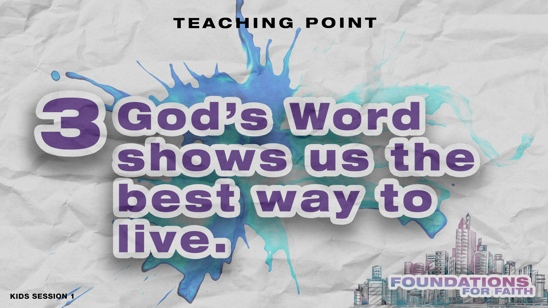 TEACHING POINT
3 God's Word
shows us the
best way to
live.
KIDS SESSION 1
FOUNDATIONS
FOR FAITH